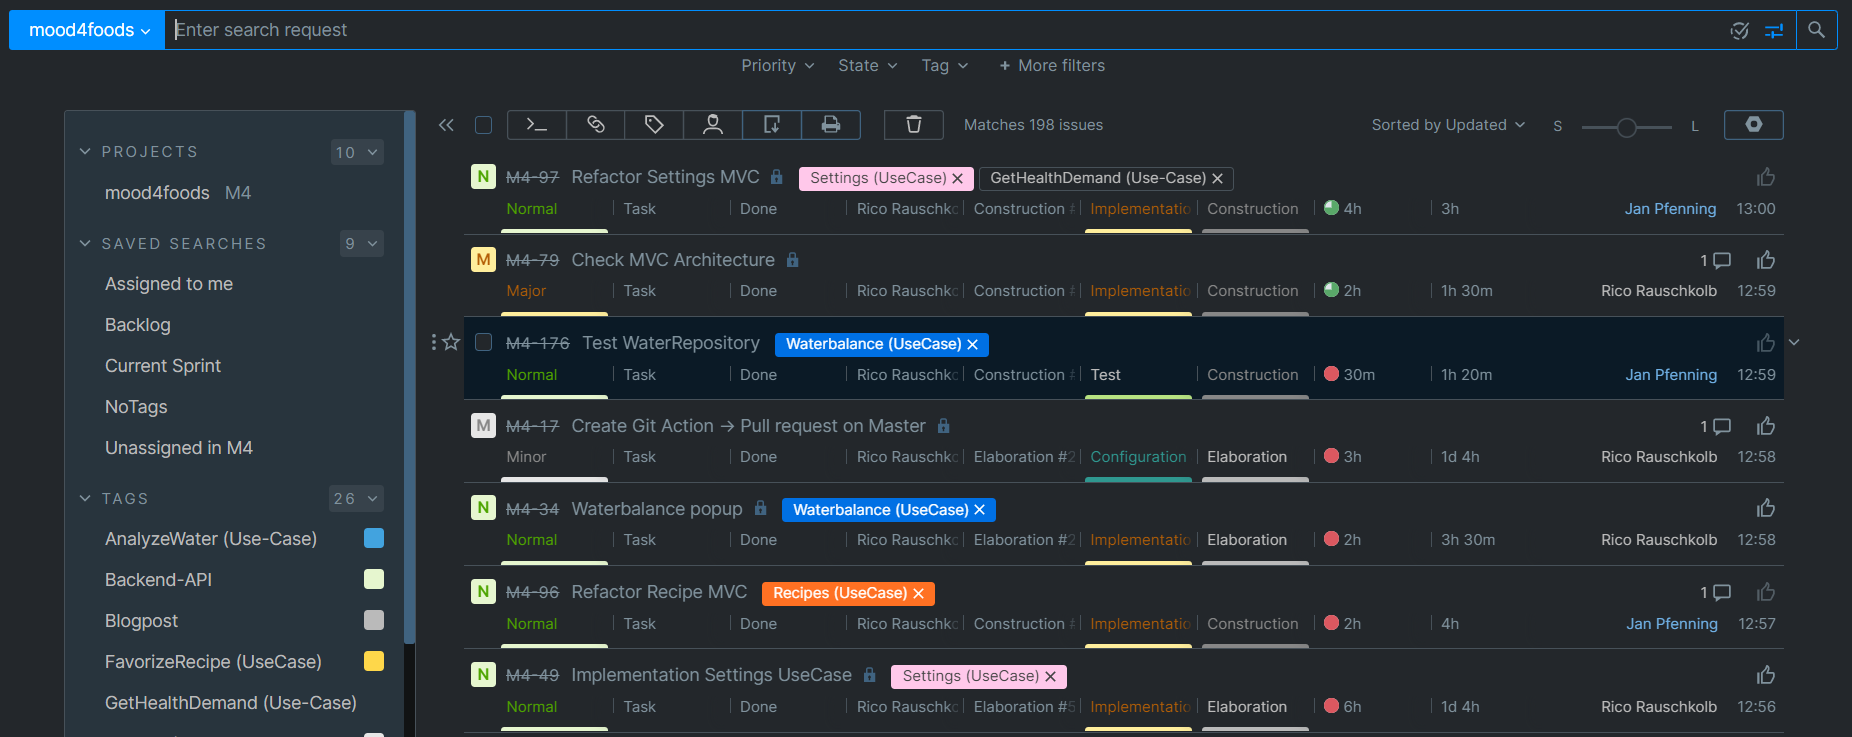 mood4foods
Enter search request
Priority State Tag + More filters
PROJECTS 10
mood4foods M4
SAVED SEARCHES 9
Assigned to me
Backlog
Current Sprint
NoTags
Unassigned in M4
TAGS 26
AnalyzeWater (Use-Case)
Backend-API
Blogpost
FavorizeRecipe (UseCase)
GetHealthDemand (Use-Case)
Matches 198 issues Sorted by Updated S L
N M4-97 Refactor Settings MVC Settings (UseCase) × GetHealthDemand (Use-Case) ×
Normal Task Done Rico Rauschk Construction # Implementatio Construction 4h 3h Jan Pfenning 13:00
M M4-79 Check MVC Architecture 1
Major Task Done Rico Rauschk Construction # Implementatio Construction 2h 1h 30m Rico Rauschkolb 12:59
M4-176 Test WaterRepository Waterbalance (UseCase) ×
Normal Task Done Rico Rauschk Construction # Test Construction 30m 1h 20m Jan Pfenning 12:59
M M4-17 Create Git Action → Pull request on Master 1
Minor Task Done Rico Rauschk Elaboration #2 Configuration Elaboration 3h 1d 4h Rico Rauschkolb 12:58
N M4-34 Waterbalance popup Waterbalance (UseCase) ×
Normal Task Done Rico Rauschk Elaboration #2 Implementatio Elaboration 2h 3h 30m Rico Rauschkolb 12:58
N M4-96 Refactor Recipe MVC Recipes (UseCase) × 1
Normal Task Done Rico Rauschk Construction # Implementatio Construction 2h 4h Jan Pfenning 12:57
N M4-49 Implementation Settings UseCase Settings (UseCase) ×
Normal Task Done Rico Rauschk Elaboration #5 Implementatio Elaboration 6h 1d 4h Rico Rauschkolb 12:56